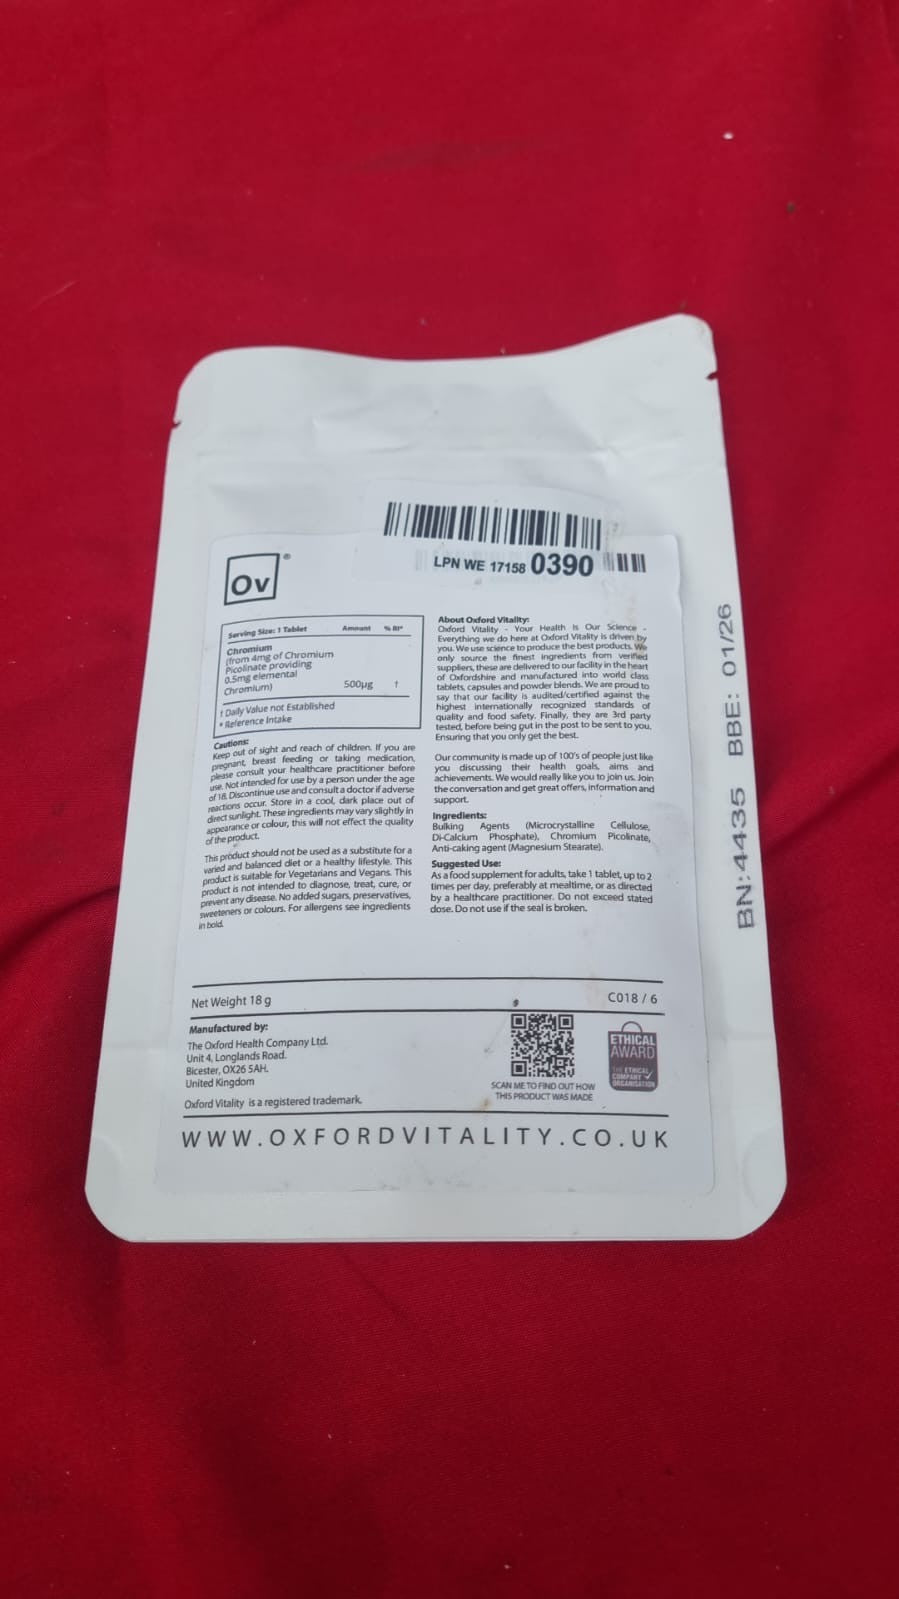 LPN WE 17158 0390
Ov ®
Serving Size: 1 Tablet Amount % RI*
Chromium
(from 4mg of Chromium
Picolinate providing
0.5mg elemental
Chromium) 500µg †
† Daily Value not Established
* Reference Intake
Cautions:
Keep out of sight and reach of children. If you are
pregnant, breast feeding or taking medication,
please consult your healthcare practitioner before
use. Not intended for use by a person under the age
of 18. Discontinue use and consult a doctor if adverse
reactions occur. Store in a cool, dark place out of
direct sunlight. These ingredients may vary slightly in
appearance or colour, this will not effect the quality
of the product.
This product should not be used as a substitute for a
varied and balanced diet or a healthy lifestyle. This
product is suitable for Vegetarians and Vegans. This
product is not intended to diagnose, treat, cure, or
prevent any disease. No added sugars, preservatives,
sweeteners or colours. For allergens see ingredients
in bold.
About Oxford Vitality:
Oxford Vitality - Your Health Is Our Science -
Everything we do here at Oxford Vitality is driven by
you. We use science to produce the best products. We
only source the finest ingredients from verified
suppliers, these are delivered to our facility in the heart
of Oxfordshire and manufactured into world class
tablets, capsules and powder blends. We are proud to
say that our facility is audited/certified against the
highest internationally recognized standards of
quality and food safety. Finally, they are 3rd party
tested, before being put in the post to be sent to you.
Ensuring that you only get the best.
Our community is made up of 100's of people just like
you discussing their health goals, aims and
achievements. We would really like you to join us. Join
the conversation and get great offers, information and
support.
Ingredients:
Bulking Agents (Microcrystalline Cellulose,
Di-Calcium Phosphate), Chromium Picolinate,
Anti-caking agent (Magnesium Stearate).
Suggested Use:
As a food supplement for adults, take 1 tablet, up to 2
times per day, preferably at mealtime, or as directed
by a healthcare practitioner. Do not exceed stated
dose. Do not use if the seal is broken.
BN:4435 BBE: 01/26
Net Weight 18 g
C018 / 6
Manufactured by:
The Oxford Health Company Ltd.
Unit 4, Longlands Road.
Bicester, OX26 5AH.
United Kingdom
Oxford Vitality is a registered trademark.
SCAN ME TO FIND OUT HOW
THIS PRODUCT WAS MADE
ETHICAL
AWARD
THE ETHICAL
COMPANY
ORGANISATION
WWW.OXFORDVITALITY.CO.UK